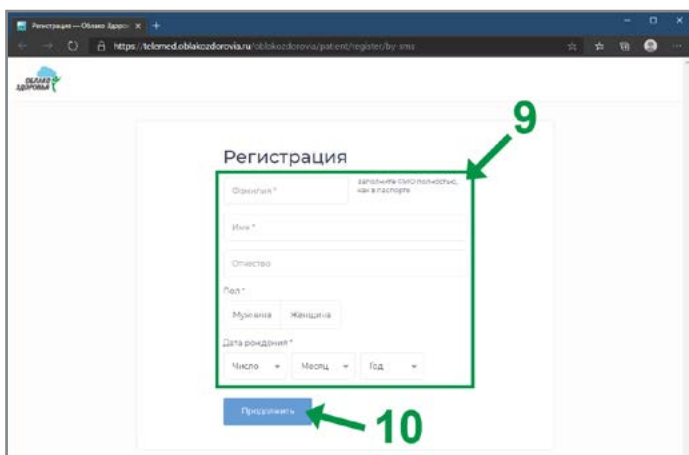 Регистрация — Облако Здоро
https://telemed.oblakozdorovia.ru/oblakozdorovia/patient/register/by-sms
ОБЛАКО
ЗДОРОВЬЯ
9
Регистрация
Фамилия *
заполните ФИО полностью,
как в паспорте
Имя *
Отчество
Пол *
Мужчина Женщина
Дата рождения *
Число Месяц Год
Продолжить
10